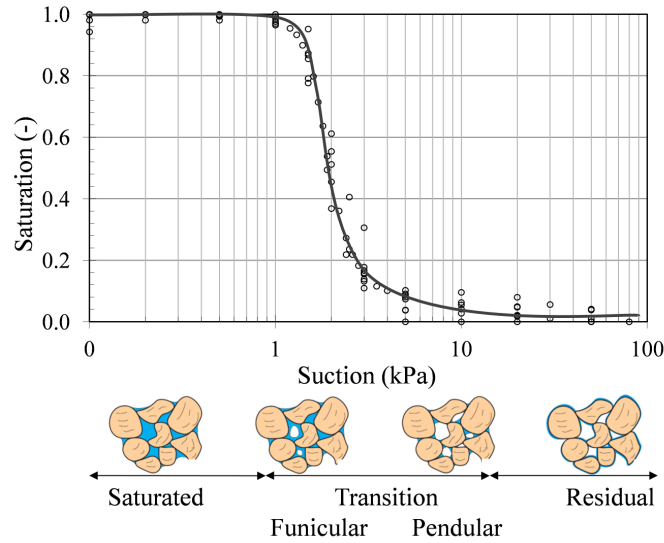 1.0
0.8
0.6
0.4
0.2
0.0
Saturation (-)
0 1 10 100
Suction (kPa)
Saturated Transition Residual
Funicular Pendular